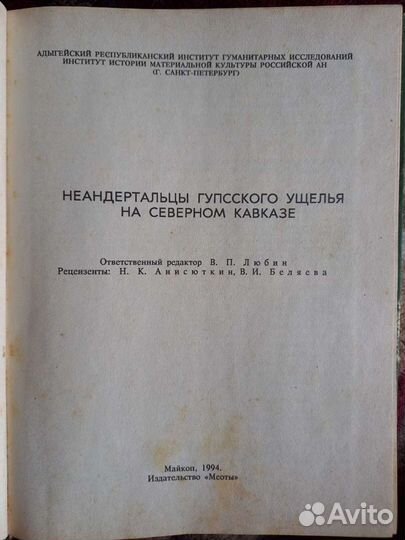 АДЫГЕЙСКИЙ РЕСПУБЛИКАНСКИЙ ИНСТИТУТ ГУМАНИТАРНЫХ ИССЛЕДОВАНИЙ
ИНСТИТУТ ИСТОРИИ МАТЕРИАЛЬНОЙ КУЛЬТУРЫ РОССИЙСКОЙ АН
(Г. САНКТ-ПЕТЕРБУРГ)
НЕАНДЕРТАЛЬЦЫ ГУПССКОГО УЩЕЛЬЯ
НА СЕВЕРНОМ КАВКАЗЕ
Ответственный редактор В. П. Любин
Рецензенты: Н. К. Анисюткин, В. И. Беляева
Майкоп, 1994.
Издательство «Меоты»
Avito